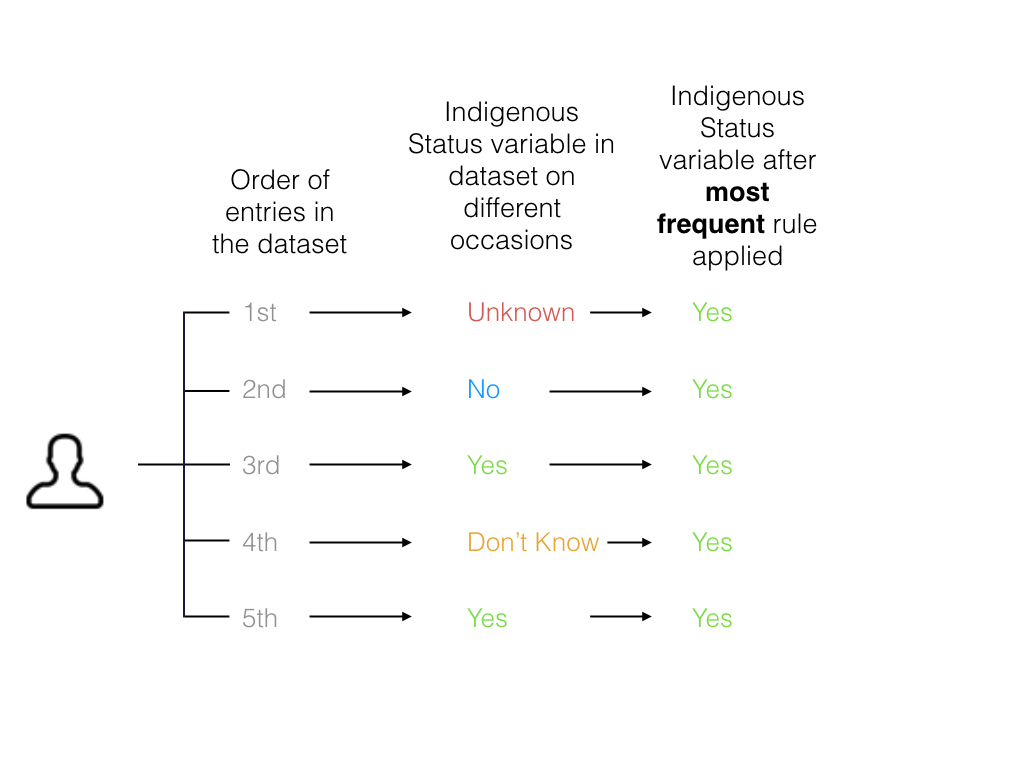 Order of
entries in
the dataset
Indigenous
Status variable in
dataset on
different
occasions
Indigenous
Status
variable after
most
frequent rule
applied
1st Unknown Yes
2nd No Yes
3rd Yes Yes
4th Don’t Know Yes
5th Yes Yes